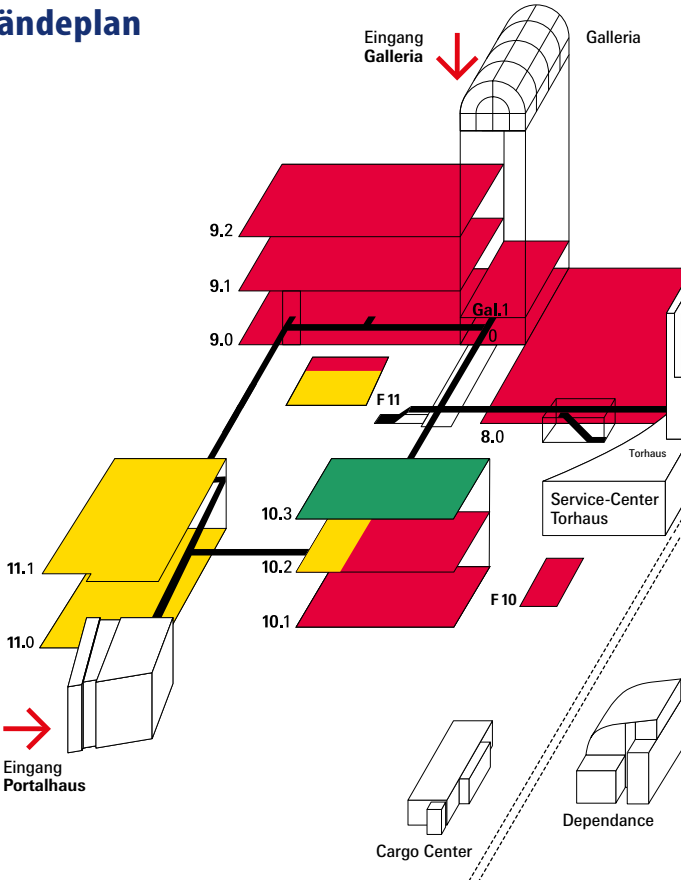 ändeplan
Eingang
Galleria
Galleria
9.2
9.1
9.0
Gal.1
0
F 11
8.0
Torhaus
Service-Center
Torhaus
10.3
10.2
10.1
F 10
11.1
11.0
Eingang
Portalhaus
Cargo Center
Dependance